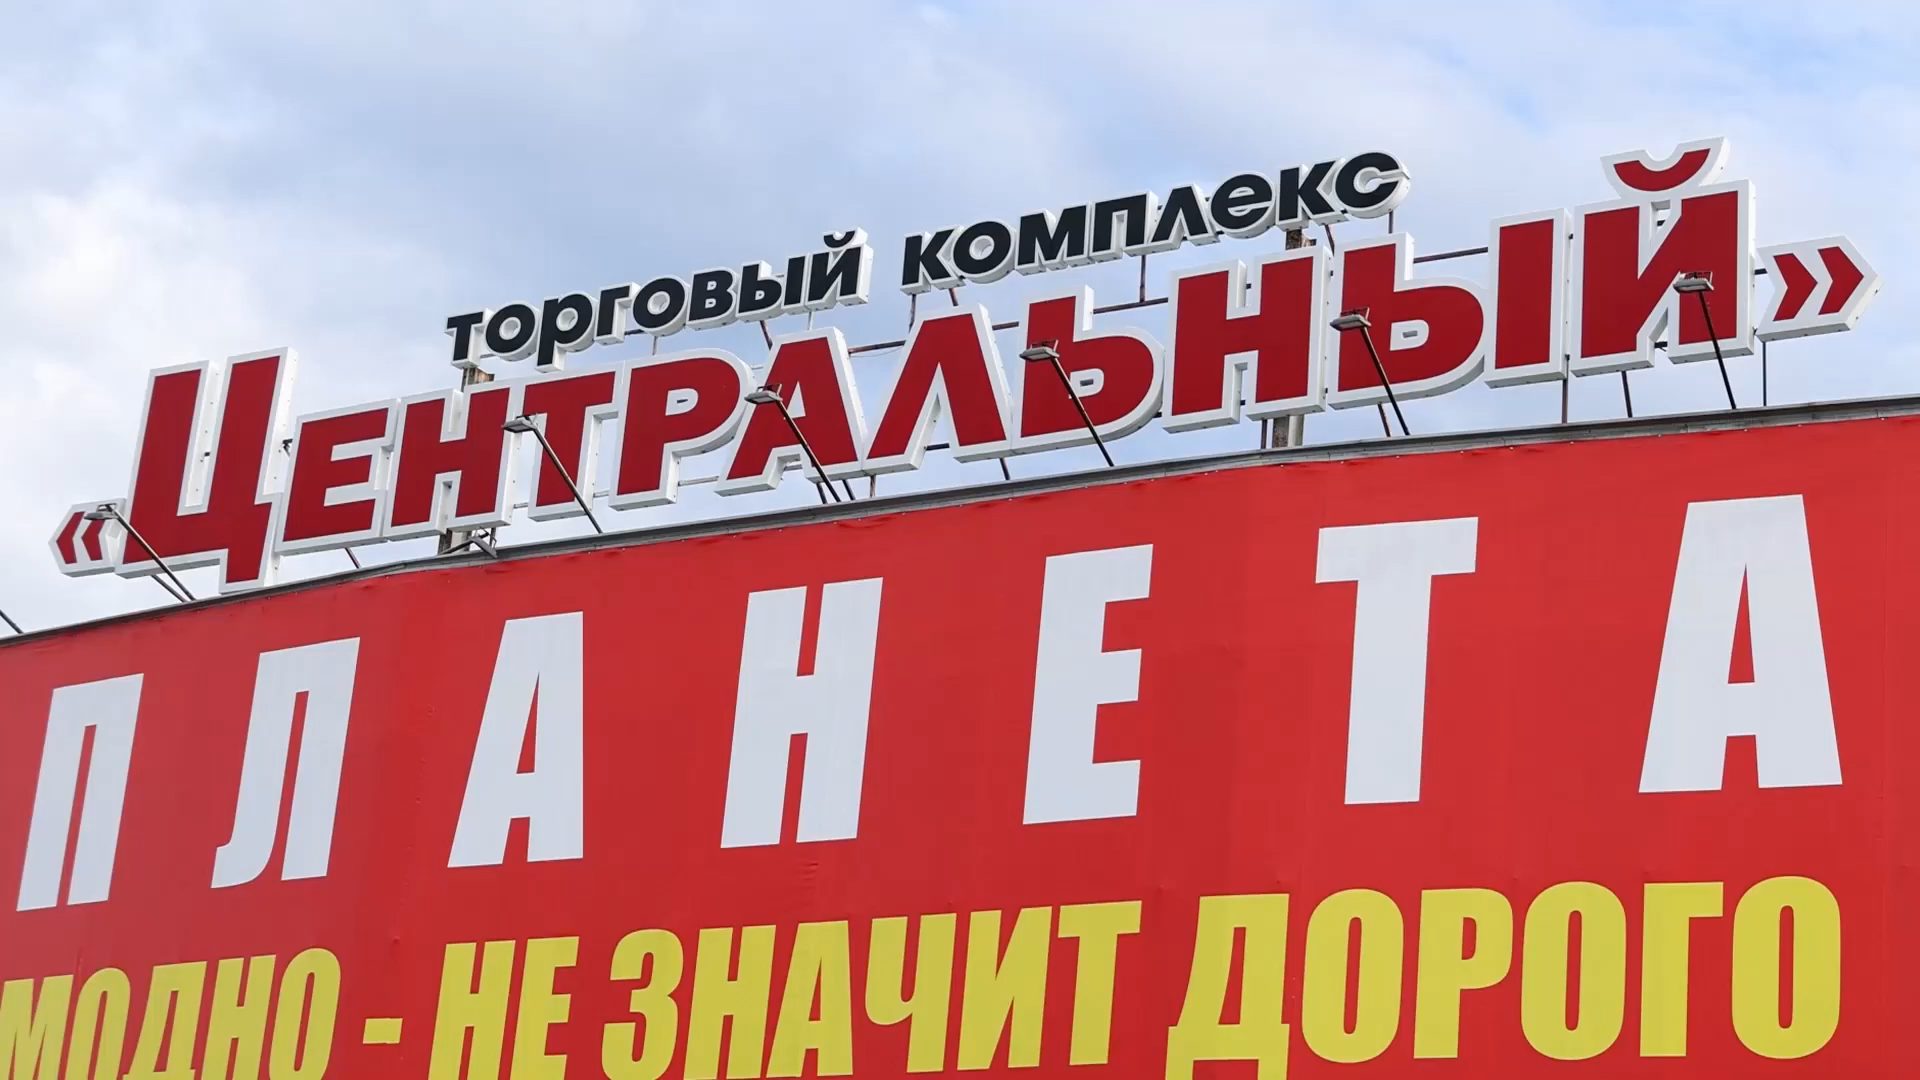 торговый комплекс
«Центральный»
ПЛАНЕТА
МОДНО - НЕ ЗНАЧИТ ДОРОГО